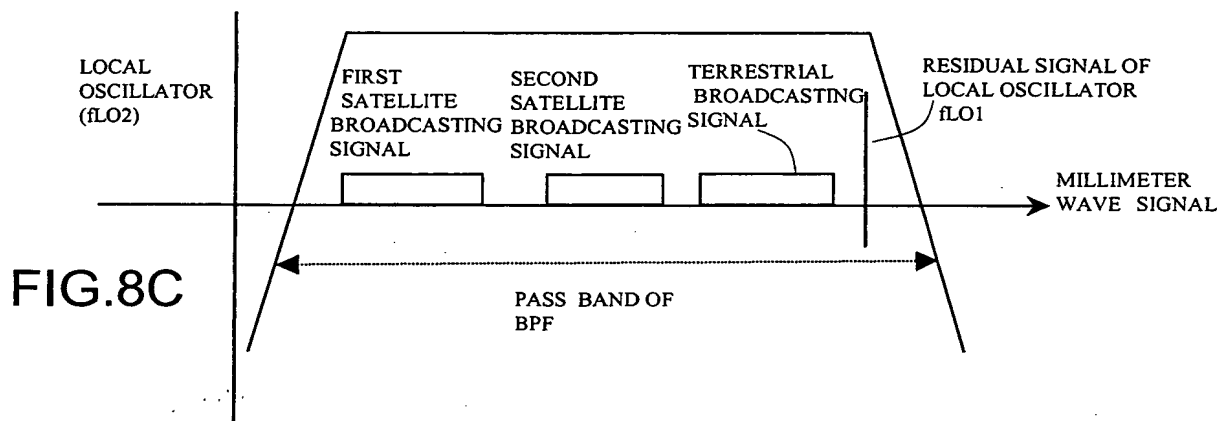 LOCAL
OSCILLATOR
(fLO2)
FIRST
SATELLITE
BROADCASTING
SIGNAL
SECOND
SATELLITE
BROADCASTING
SIGNAL
TERRESTRIAL
BROADCASTING
SIGNAL
RESIDUAL SIGNAL OF
LOCAL OSCILLATOR
fLO1
MILLIMETER
WAVE SIGNAL
PASS BAND OF
BPF
FIG.8C